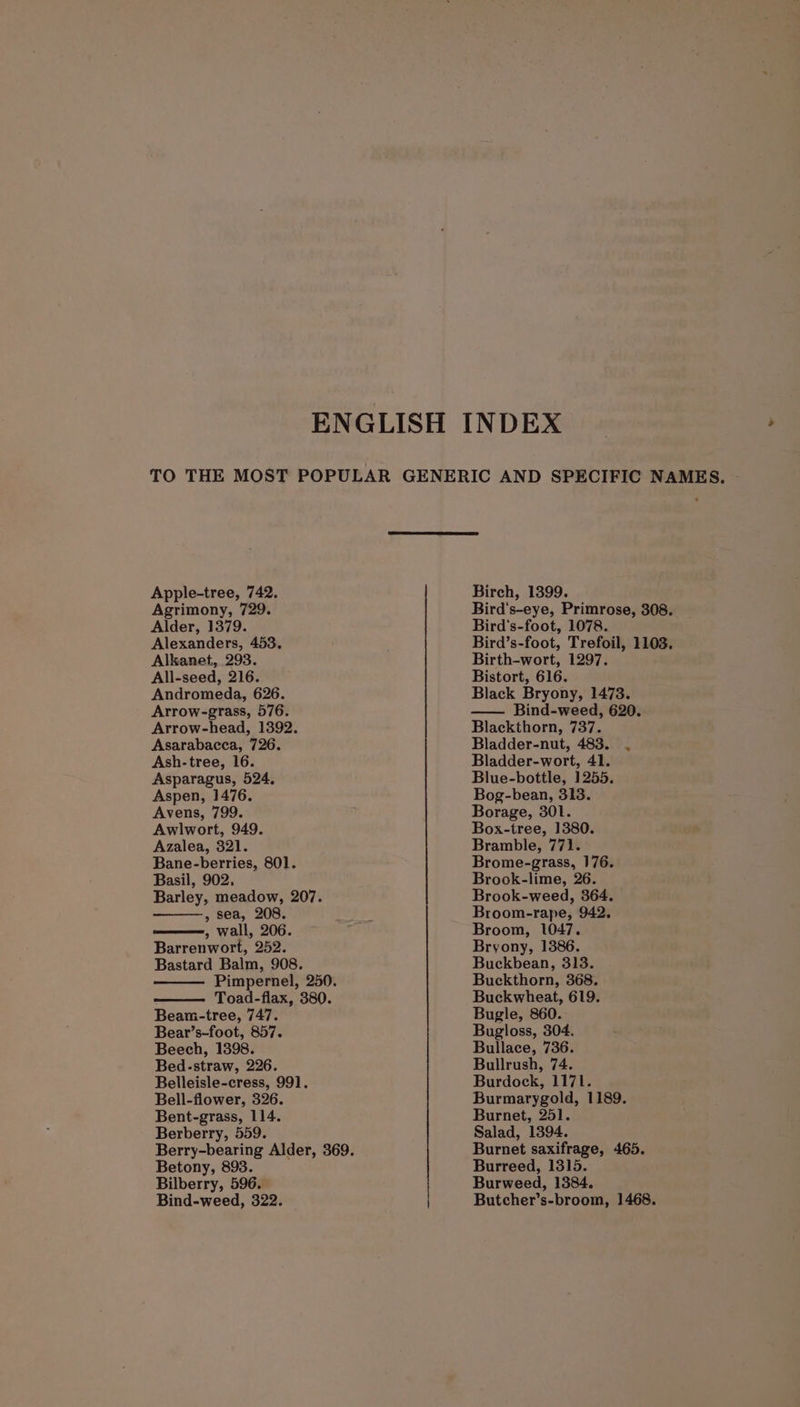 ENGLISH INDEX
TO THE MOST POPULAR GENERIC AND SPECIFIC NAMES.
Apple-tree, 742.
Agrimony, 729.
Alder, 1379.
Alexanders, 453.
Alkanet, 293.
All-seed, 216.
Andromeda, 626.
Arrow-grass, 576.
Arrow-head, 1392.
Asarabacca, 726.
Ash-tree, 16.
Asparagus, 524.
Aspen, 1476.
Avens, 799.
Awlwort, 949.
Azalea, 321.
Bane-berries, 801.
Basil, 902.
Barley, meadow, 207.
———, sea, 208.
———, wall, 206.
Barrenwort, 252.
Bastard Balm, 908.
——— Pimpernel, 250.
——— Toad-flax, 380.
Beam-tree, 747.
Bear's-foot, 857.
Beech, 1398.
Bed-straw, 226.
Belleisle-cress, 991.
Bell-flower, 326.
Bent-grass, 114.
Berberry, 559.
Berry-bearing Alder, 369.
Betony, 893.
Bilberry, 596.
Bind-weed, 322.
Birch, 1399.
Bird's-eye, Primrose, 308.
Bird's-foot, 1078.
Bird's-foot, Trefoil, 1103.
Birth-wort, 1297.
Bistort, 616.
Black Bryony, 1473.
—— Bind-weed, 620.
Blackthorn, 737.
Bladder-nut, 483.
Bladder-wort, 41.
Blue-bottle, 1255.
Bog-bean, 313.
Borage, 301.
Box-tree, 1380.
Bramble, 771.
Brome-grass, 176.
Brook-lime, 26.
Brook-weed, 364.
Broom-rape, 942.
Broom, 1047.
Bryony, 1386.
Buckbean, 313.
Buckthorn, 368.
Buckwheat, 619.
Bugle, 860.
Bugloss, 304.
Bullace, 736.
Bullrush, 74.
Burdock, 1171.
Burmarygold, 1189.
Burnet, 251.
Salad, 1394.
Burnet saxifrage, 465.
Burreed, 1315.
Burweed, 1384.
Butcher's-broom, 1468.